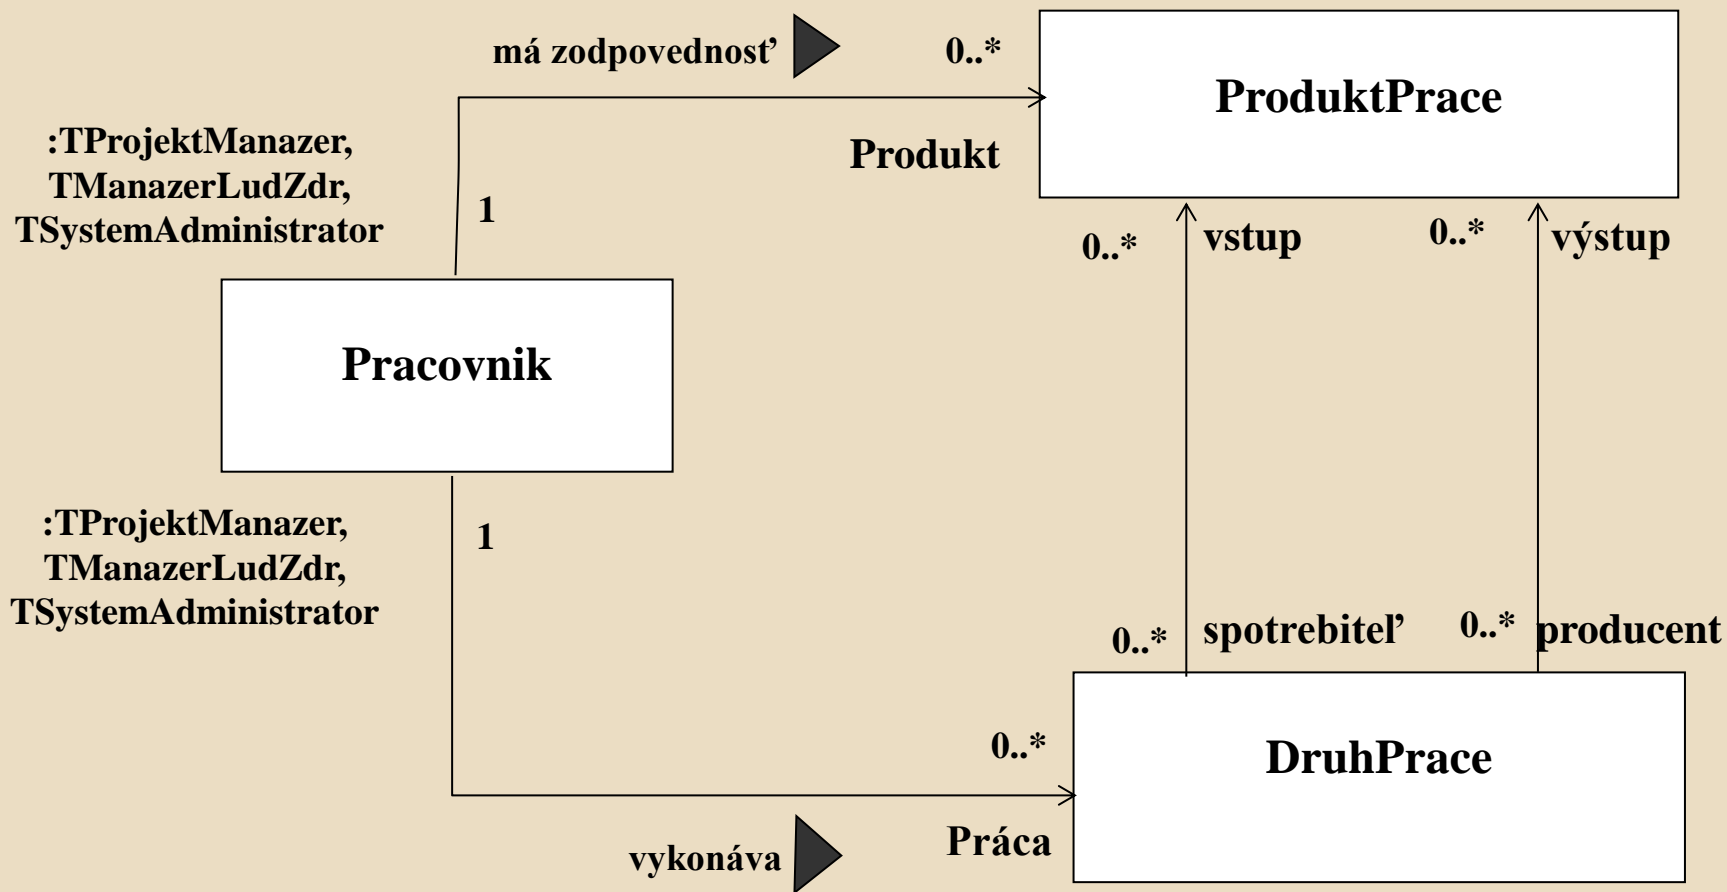 má zodpovednosť
0..*
ProduktPrace
:TProjektManazer,
TManazerLudZdr,
TSystemAdministrator
Produkt
1
0..*
vstup
0..*
výstup
Pracovnik
:TProjektManazer,
TManazerLudZdr,
TSystemAdministrator
1
0..*
spotrebiteľ
0..*
producent
0..*
DruhPrace
Práca
vykonáva